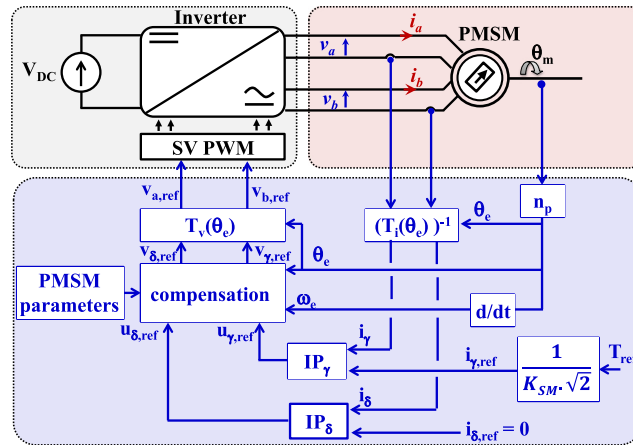 Inverter
PMSM
i_a
v_a
θ_m
V_DC
i_b
v_b
SV PWM
v_a,ref
v_b,ref
n_p
T_v(θ_e)
(T_i(θ_e) )⁻¹
θ_e
v_δ,ref
v_γ,ref
θ_e
PMSM
parameters
compensation
ω_e
d/dt
u_δ,ref
u_γ,ref
i_γ
IP_γ
i_γ,ref
1
K_SM.√2
T_ref
i_δ
IP_δ
i_δ,ref = 0